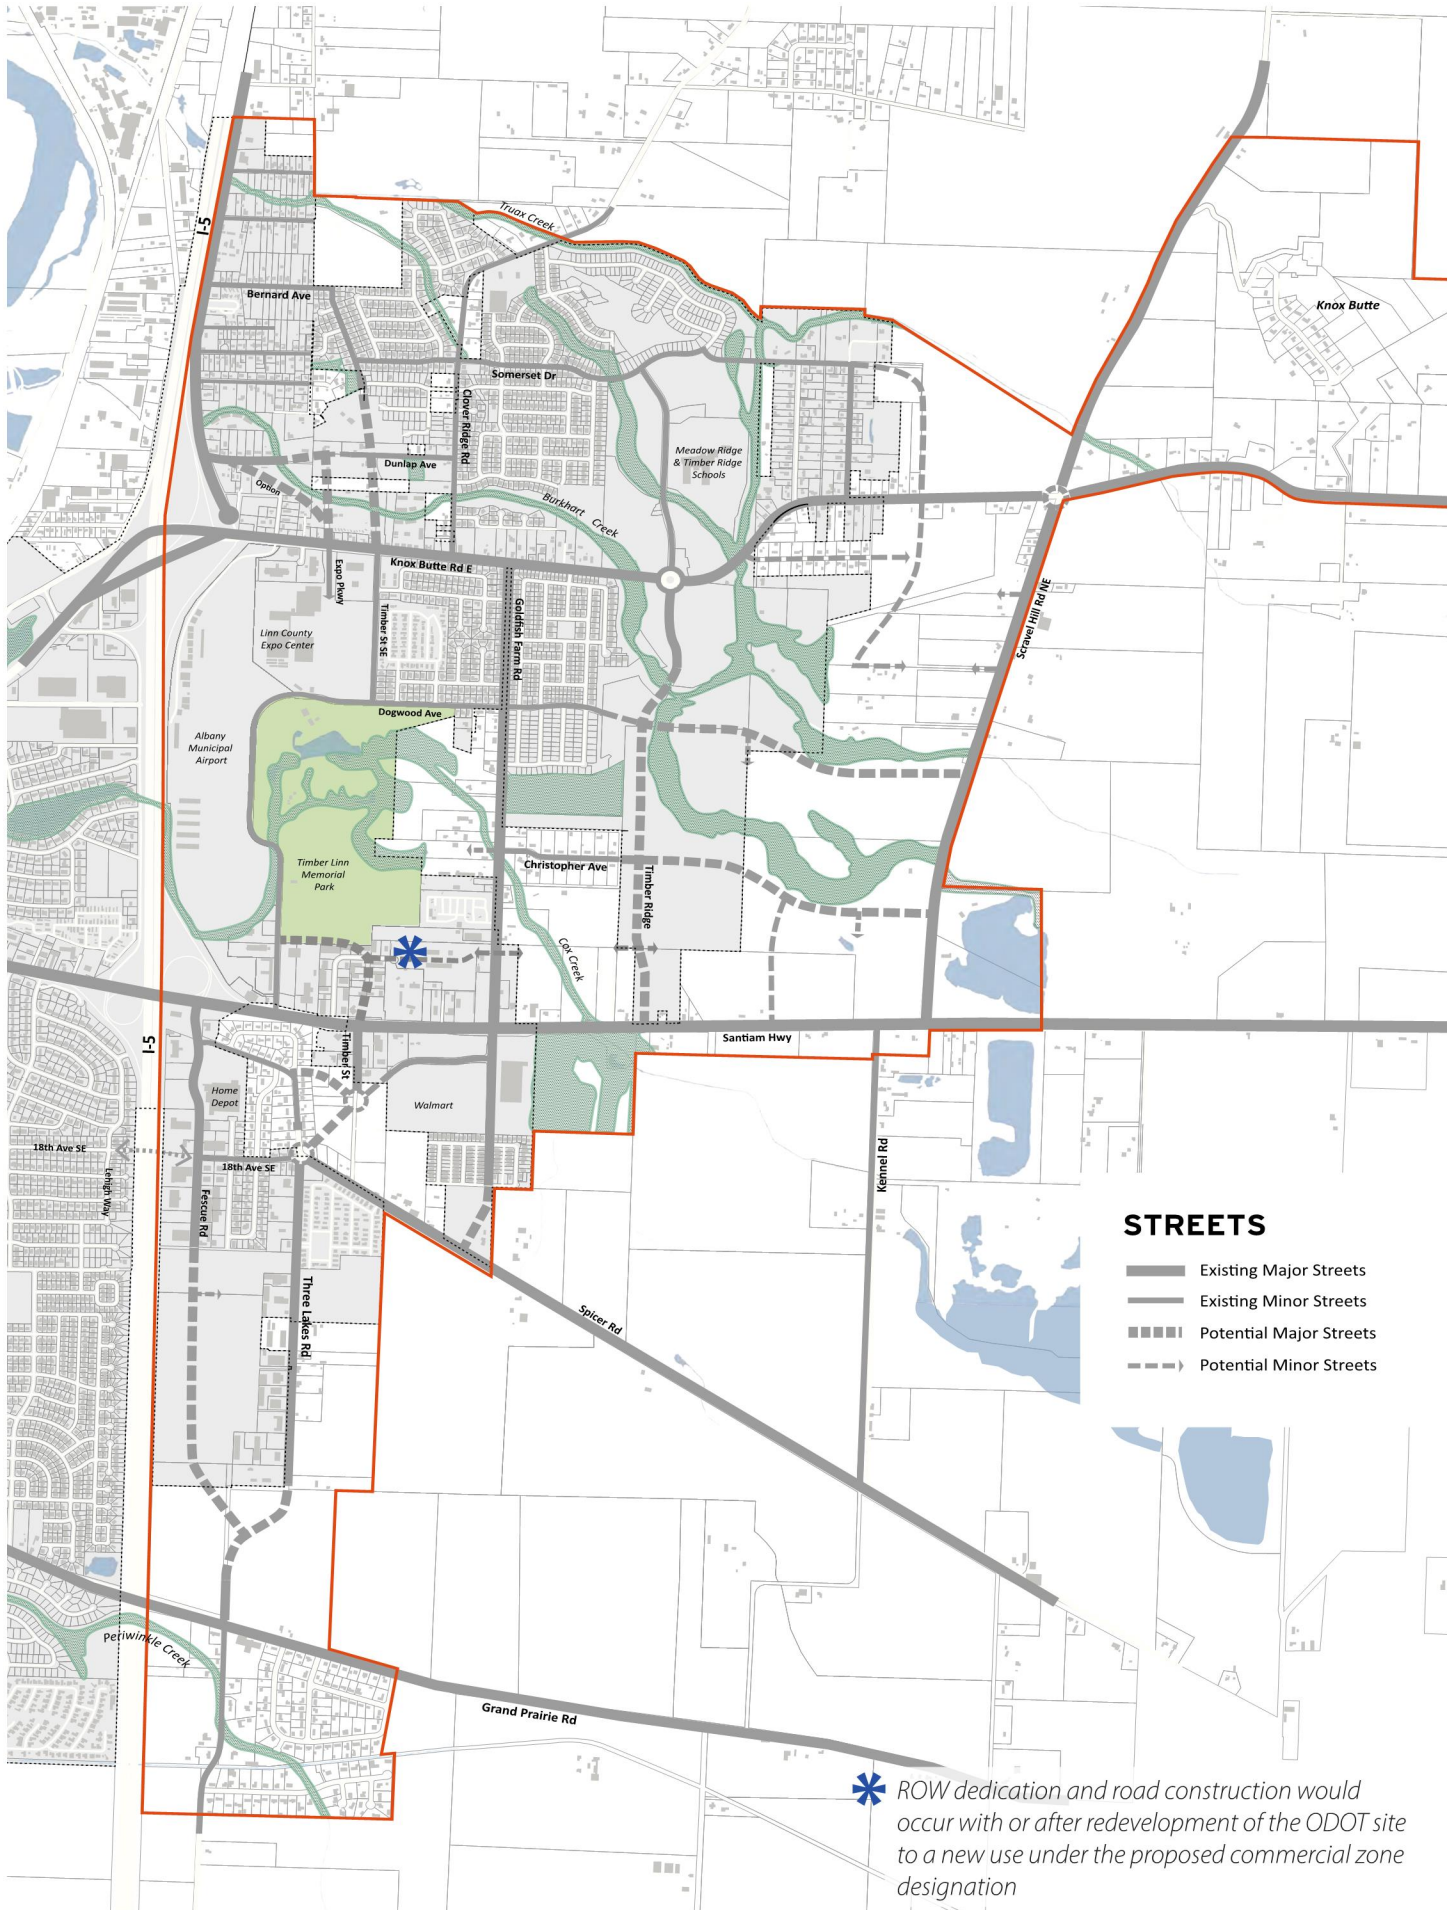 Truax Creek
I-5
Bernard Ave
Knox Butte
Somerset Dr
Clover Ridge Rd
Meadow Ridge
& Timber Ridge
Schools
Dunlap Ave
Option
Burkhart Creek
Knox Butte Rd E
Expo Pkwy
Timber St SE
Goldfish Farm Rd
Scravel Hill Rd NE
Linn County
Expo Center
Dogwood Ave
Albany
Municipal
Airport
Timber Linn
Memorial
Park
Christopher Ave
Timber Ridge
Cox Creek
Santiam Hwy
I-5
Timber St
Home
Depot
Walmart
18th Ave SE
18th Ave SE
Lehigh Way
Fescue Rd
Kennel Rd
Three Lakes Rd
Spicer Rd
STREETS
Existing Major Streets
Existing Minor Streets
Potential Major Streets
Potential Minor Streets
Periwinkle Creek
Grand Prairie Rd
ROW dedication and road construction would
occur with or after redevelopment of the ODOT site
to a new use under the proposed commercial zone
designation